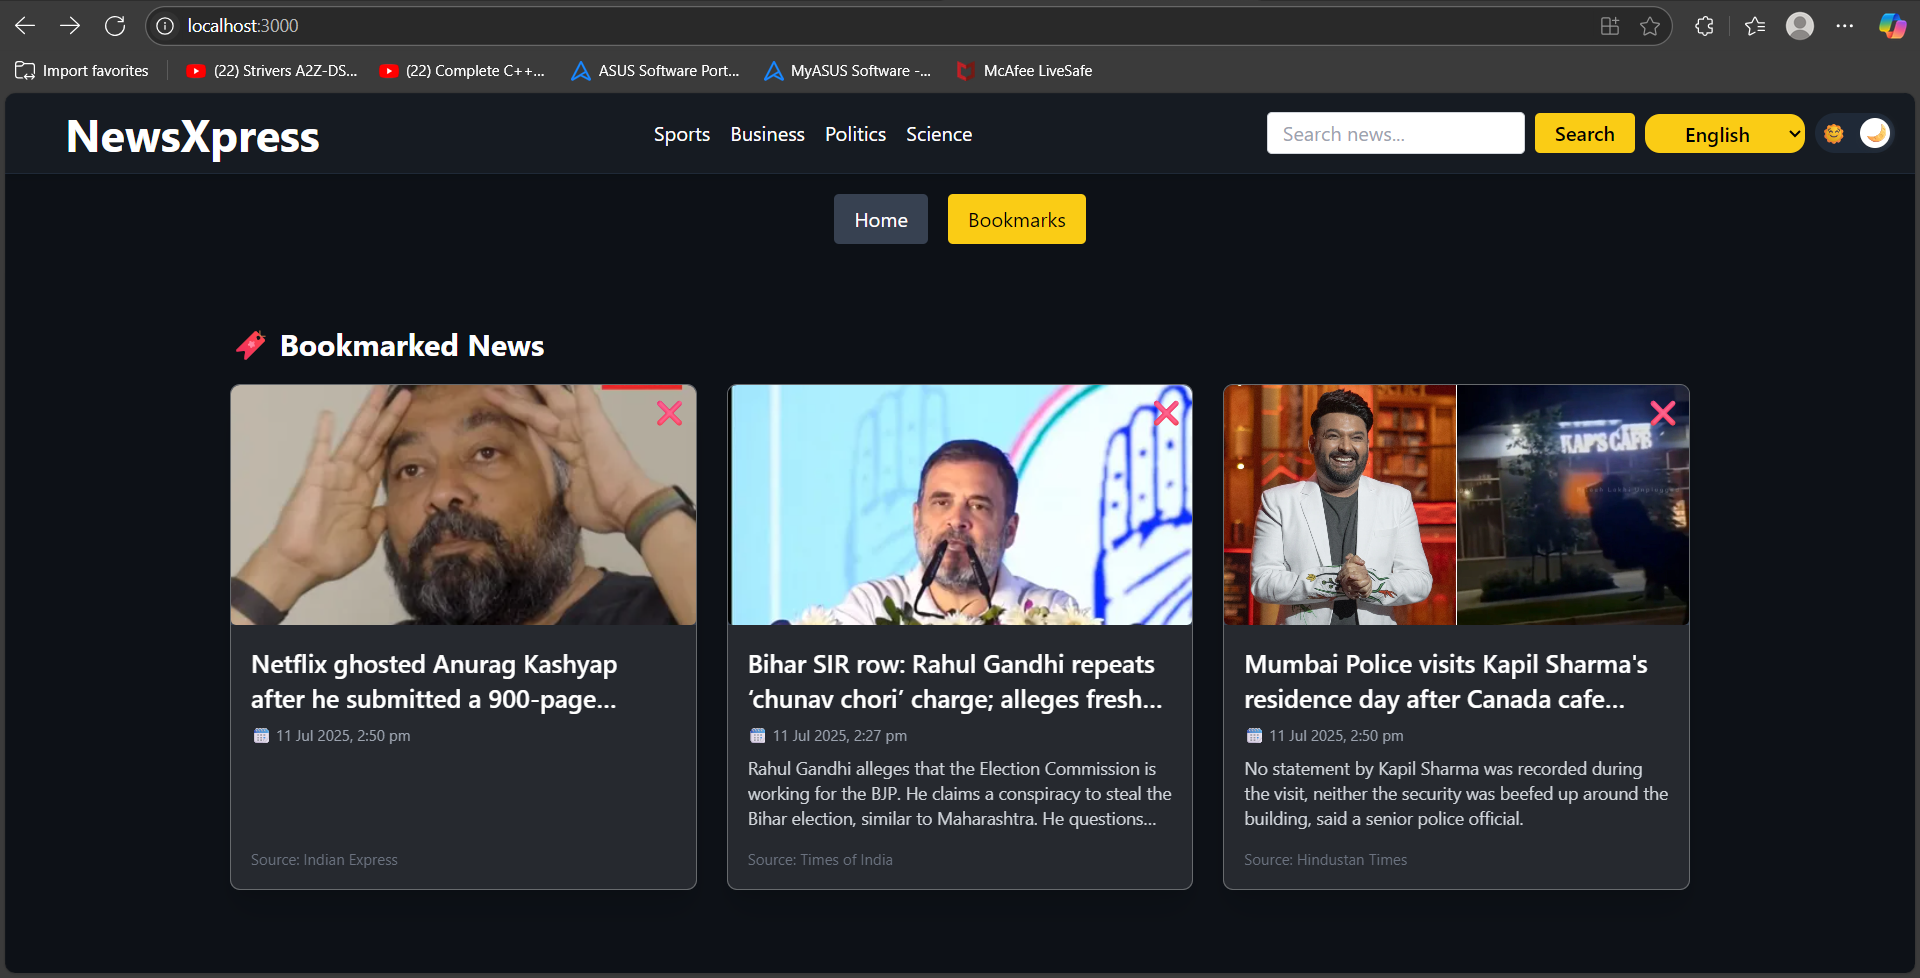 localhost:3000
Import favorites
(22) Strivers A2Z-DS...
(22) Complete C++...
ASUS Software Port...
MyASUS Software -...
McAfee LiveSafe
NewsXpress
Sports
Business
Politics
Science
Search news...
Search
English
Home
Bookmarks
Bookmarked News
KAP'S CAFE
Netflix ghosted Anurag Kashyap
after he submitted a 900-page...
11 Jul 2025, 2:50 pm
Source: Indian Express
Bihar SIR row: Rahul Gandhi repeats
‘chunav chori’ charge; alleges fresh...
11 Jul 2025, 2:27 pm
Rahul Gandhi alleges that the Election Commission is
working for the BJP. He claims a conspiracy to steal the
Bihar election, similar to Maharashtra. He questions...
Source: Times of India
Mumbai Police visits Kapil Sharma's
residence day after Canada cafe...
11 Jul 2025, 2:50 pm
No statement by Kapil Sharma was recorded during
the visit, neither the security was beefed up around the
building, said a senior police official.
Source: Hindustan Times